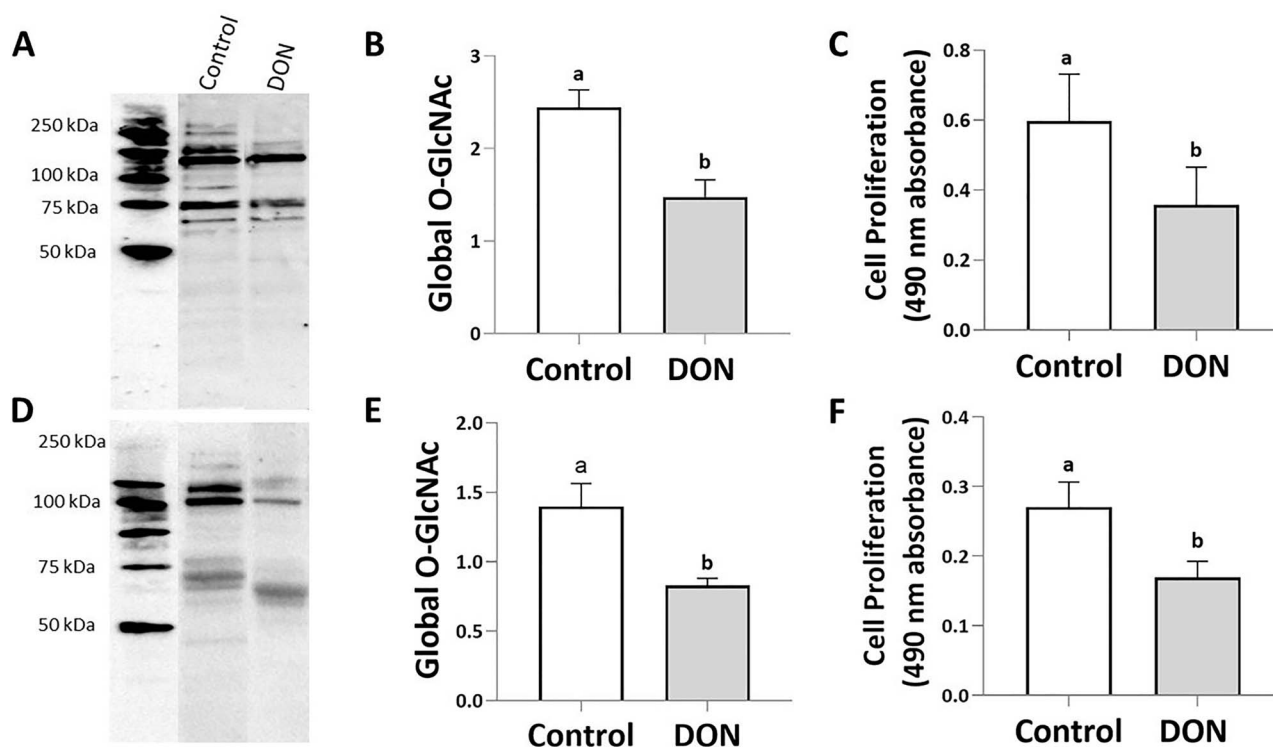 A
Control
DON
250 kDa
100 kDa
75 kDa
50 kDa
B
Global O-GlcNAc
3
2
1
0
a
b
Control DON
C
Cell Proliferation
(490 nm absorbance)
0.8
0.6
0.4
0.2
0.0
a
b
Control DON
D
250 kDa
100 kDa
75 kDa
50 kDa
E
Global O-GlcNAc
2.0
1.5
1.0
0.5
0.0
a
b
Control DON
F
Cell Proliferation
(490 nm absorbance)
0.4
0.3
0.2
0.1
0.0
a
b
Control DON